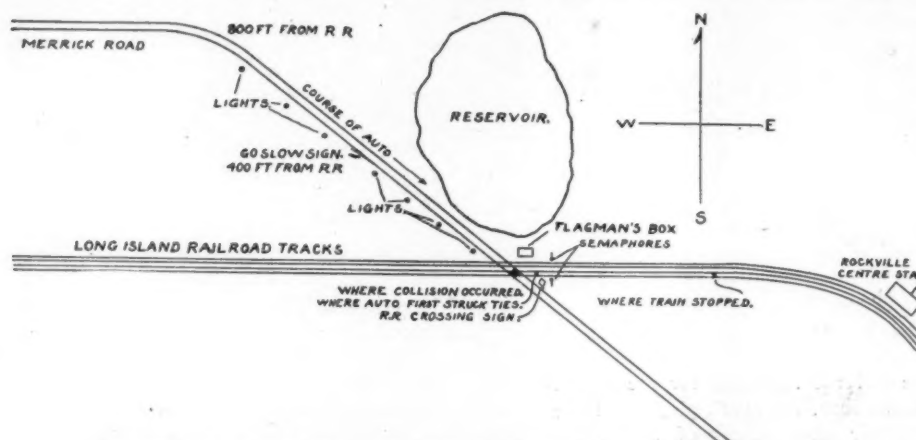 800 FT FROM R R
MERRICK ROAD
N
LIGHTS
COURSE OF AUTO
RESERVOIR.
W E
GO SLOW SIGN.
400 FT FROM R.R
S
LIGHTS
FLAGMAN'S BOX
SEMAPHORES
LONG ISLAND RAILROAD TRACKS
ROCKVILLE
CENTRE STA
WHERE COLLISION OCCURRED.
WHERE AUTO FIRST STRUCK TIES.
R.R CROSSING SIGN.
WHERE TRAIN STOPPED.